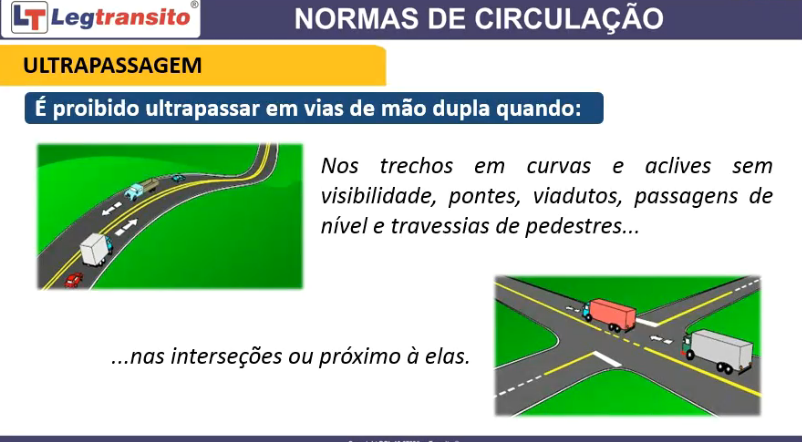 LT Legtransito®
NORMAS DE CIRCULAÇÃO
ULTRAPASSAGEM
É proibido ultrapassar em vias de mão dupla quando:
Nos trechos em curvas e aclives sem
visibilidade, pontes, viadutos, passagens de
nível e travessias de pedestres...
...nas interseções ou próximo à elas.